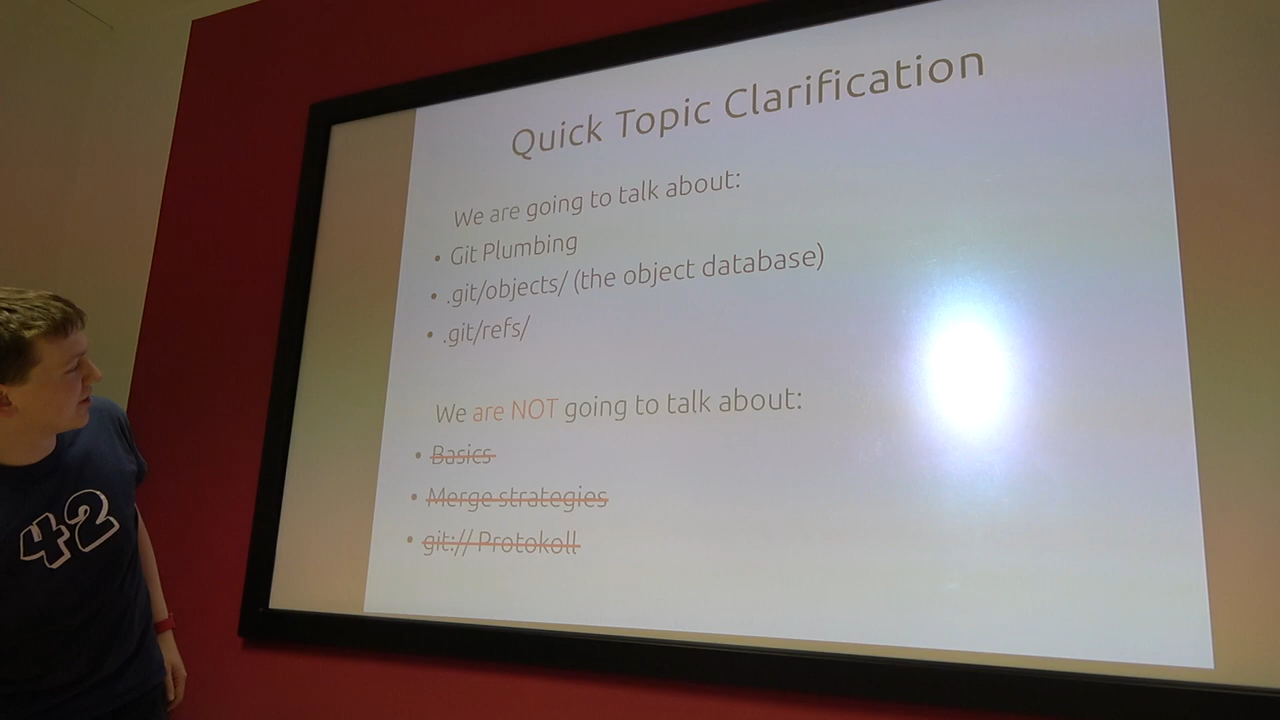 Quick Topic Clarification
We are going to talk about:
• Git Plumbing
• .git/objects/ (the object database)
• .git/refs/
We are NOT going to talk about:
• Basics
• Merge strategies
• git:// Protokoll
42